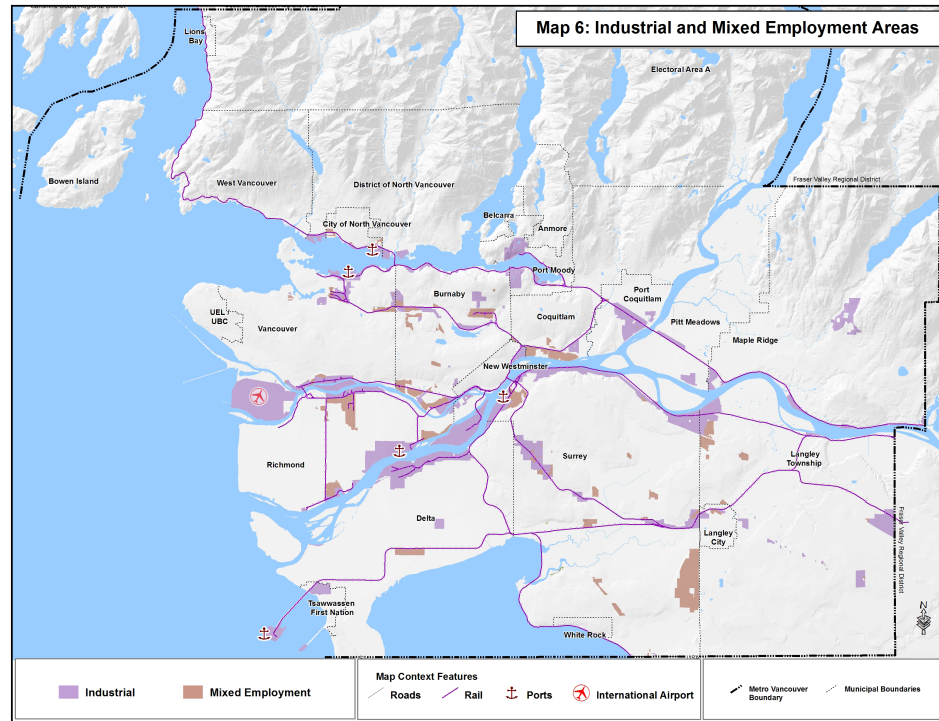 Map 6: Industrial and Mixed Employment Areas
Lions
Bay
Electoral Area A
Bowen Island
West Vancouver
District of North Vancouver
Fraser Valley Regional District
Belcarra
City of North Vancouver
Anmore
Port Moody
Port
Coquitlam
Burnaby
UEL/
UBC
Vancouver
Coquitlam
Pitt Meadows
Maple Ridge
New Westminster
Richmond
Surrey
Langley
Township
Delta
Langley
City
Fraser Valley Regional District
Tsawwassen
First Nation
White Rock
N
Industrial
Mixed Employment
Map Context Features
Roads
Rail
Ports
International Airport
Metro Vancouver
Boundary
Municipal Boundaries